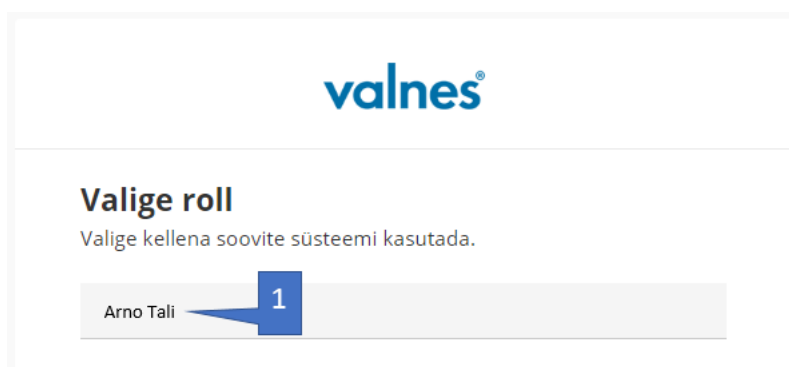 valnes®
Valige roll
Valige kellena soovite süsteemi kasutada.
Arno Tali
1